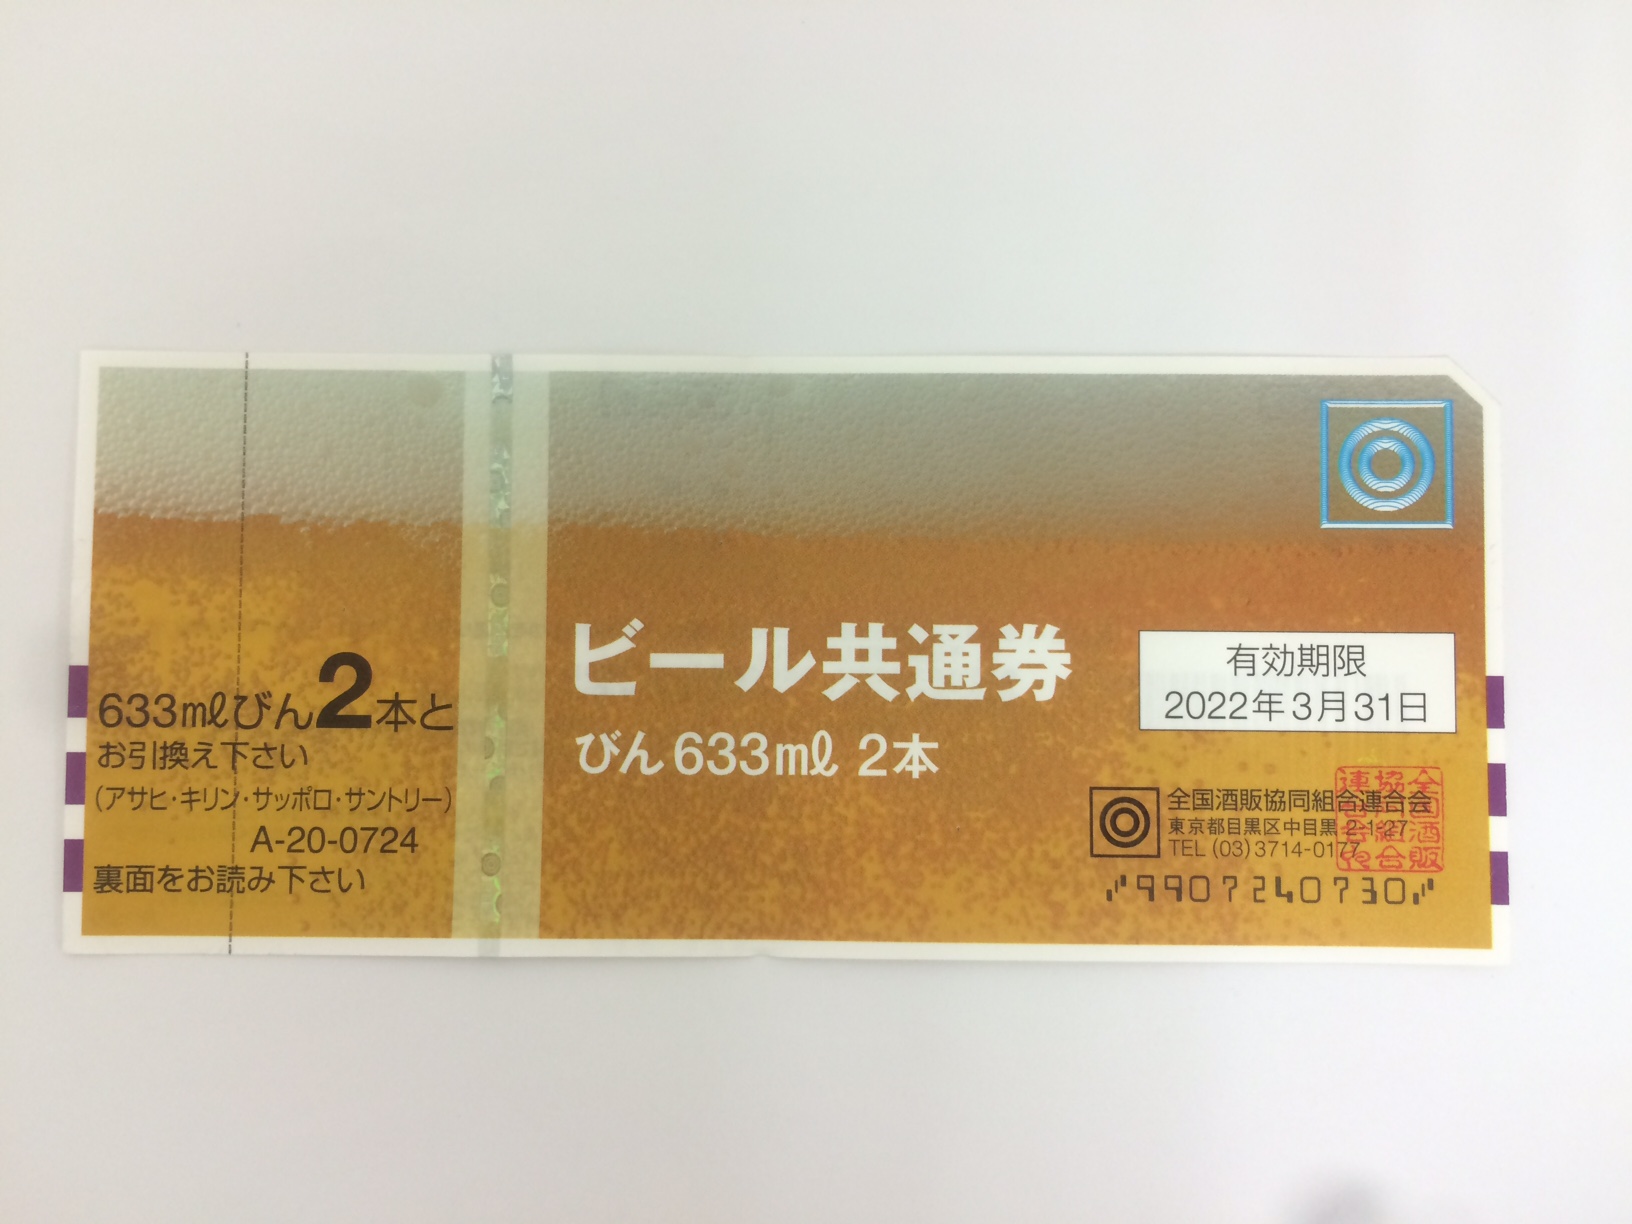 633mℓびん2本と
お引換え下さい
(アサヒ・キリン・サッポロ・サントリー)
A-20-0724
裏面をお読み下さい
ビール共通券
びん633mℓ 2本
有効期限
2022年3月31日
全国酒販協同組合連合会
東京都目黒区中目黒 2-1-27
TEL (03)3714-0177
9907240730